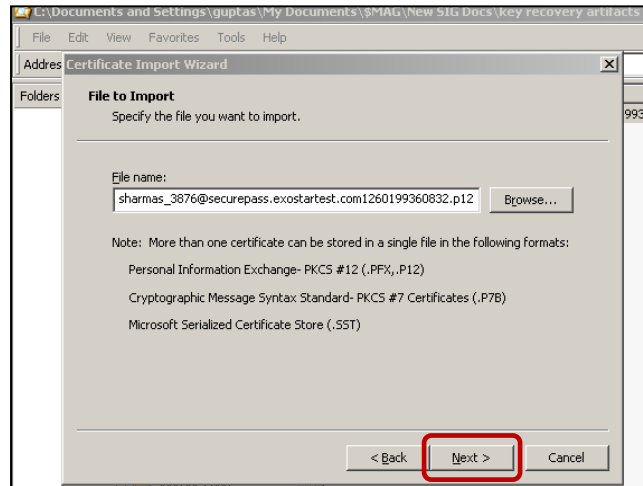 C:\Documents and Settings\guptas\My Documents\$MAG\New SIG Docs\key recovery artifacts
File Edit View Favorites Tools Help
Addres
Certificate Import Wizard
Folders
993
File to Import
Specify the file you want to import.
File name:
sharmas_3876@securepass.exostartest.com1260199360832.p12
Browse...
Note: More than one certificate can be stored in a single file in the following formats:
Personal Information Exchange- PKCS #12 (.PFX,.P12)
Cryptographic Message Syntax Standard- PKCS #7 Certificates (.P7B)
Microsoft Serialized Certificate Store (.SST)
< Back Next > Cancel